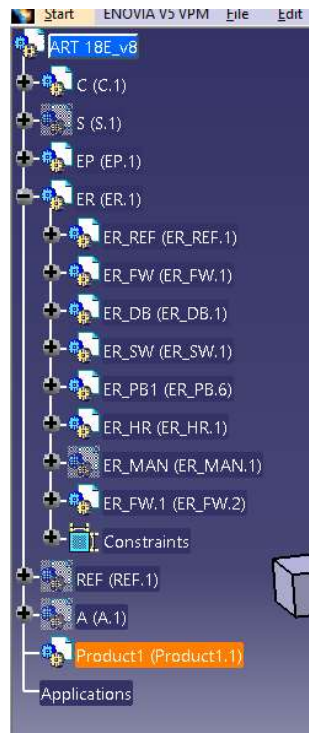 Start ENOVIA V5 VPM File Edit
ART 18E_v8
C (C.1)
S (S.1)
EP (EP.1)
ER (ER.1)
ER_REF (ER_REF.1)
ER_FW (ER_FW.1)
ER_DB (ER_DB.1)
ER_SW (ER_SW.1)
ER_PB1 (ER_PB.6)
ER_HR (ER_HR.1)
ER_MAN (ER_MAN.1)
ER_FW.1 (ER_FW.2)
Constraints
REF (REF.1)
A (A.1)
Product1 (Product1.1)
Applications